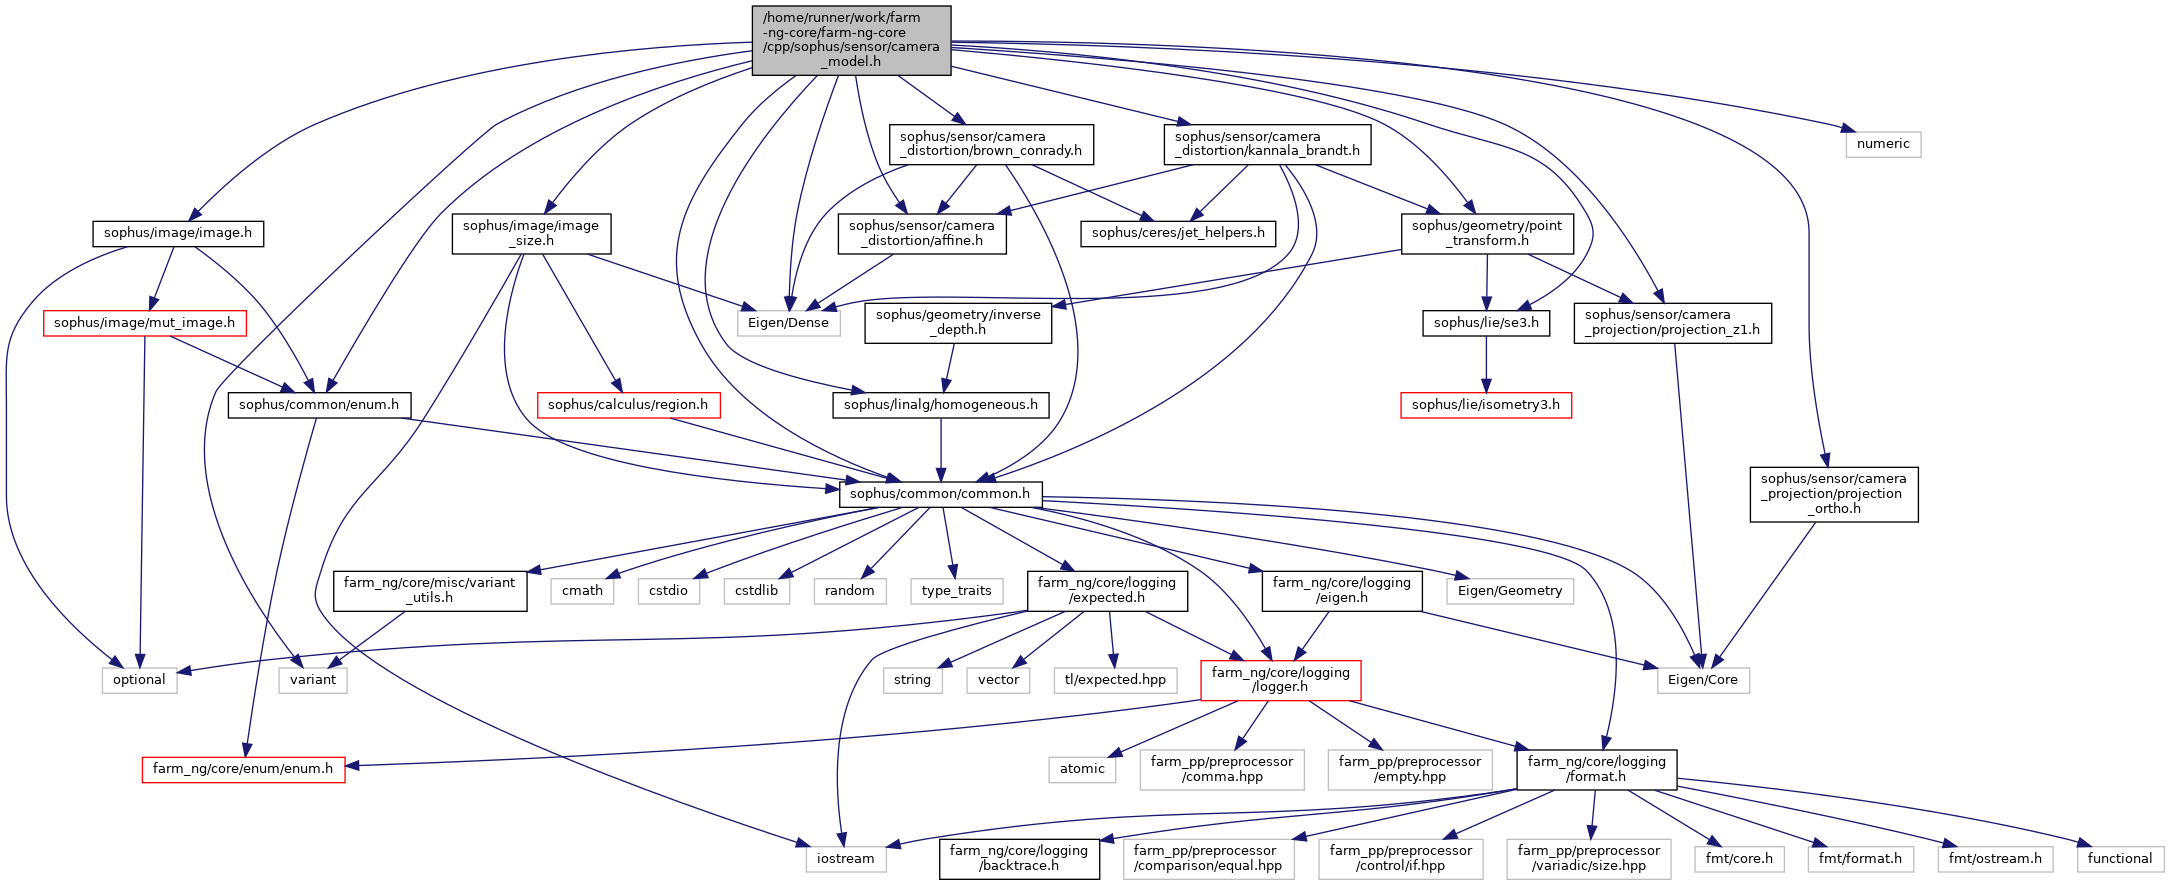 /home/runner/work/farm
-ng-core/farm-ng-core
/cpp/sophus/sensor/camera
_model.h
sophus/sensor/camera
_distortion/brown_conrady.h
sophus/sensor/camera
_distortion/kannala_brandt.h
numeric
sophus/image/image.h
sophus/image/image
_size.h
sophus/sensor/camera
_distortion/affine.h
sophus/ceres/jet_helpers.h
sophus/geometry/point
_transform.h
sophus/image/mut_image.h
Eigen/Dense
sophus/geometry/inverse
_depth.h
sophus/lie/se3.h
sophus/sensor/camera
_projection/projection_z1.h
sophus/common/enum.h
sophus/calculus/region.h
sophus/linalg/homogeneous.h
sophus/lie/isometry3.h
sophus/common/common.h
sophus/sensor/camera
_projection/projection
_ortho.h
farm_ng/core/misc/variant
_utils.h
cmath
cstdio
cstdlib
random
type_traits
farm_ng/core/logging
/expected.h
farm_ng/core/logging
/eigen.h
Eigen/Geometry
optional
variant
string
vector
tl/expected.hpp
farm_ng/core/logging
/logger.h
Eigen/Core
farm_ng/core/enum/enum.h
atomic
farm_pp/preprocessor
/comma.hpp
farm_pp/preprocessor
/empty.hpp
farm_ng/core/logging
/format.h
iostream
farm_ng/core/logging
/backtrace.h
farm_pp/preprocessor
/comparison/equal.hpp
farm_pp/preprocessor
/control/if.hpp
farm_pp/preprocessor
/variadic/size.hpp
fmt/core.h
fmt/format.h
fmt/ostream.h
functional